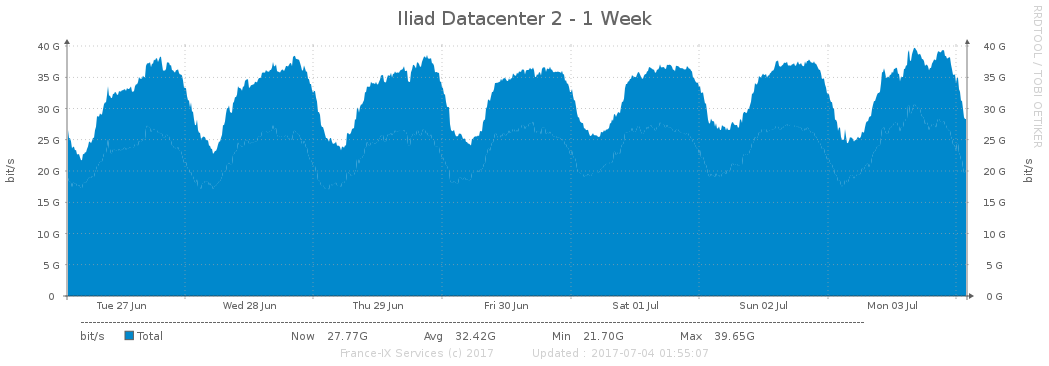 Iliad Datacenter 2 - 1 Week
RRDTOOL / TOBI OETIKER
bit/s
bit/s
40 G 40 G
35 G 35 G
30 G 30 G
25 G 25 G
20 G 20 G
15 G 15 G
10 G 10 G
5 G 5 G
0 0 G
Tue 27 Jun Wed 28 Jun Thu 29 Jun Fri 30 Jun Sat 01 Jul Sun 02 Jul Mon 03 Jul
bit/s Total Now 27.77G Avg 32.42G Min 21.70G Max 39.65G
France-IX Services (c) 2017 Updated : 2017-07-04 01:55:07